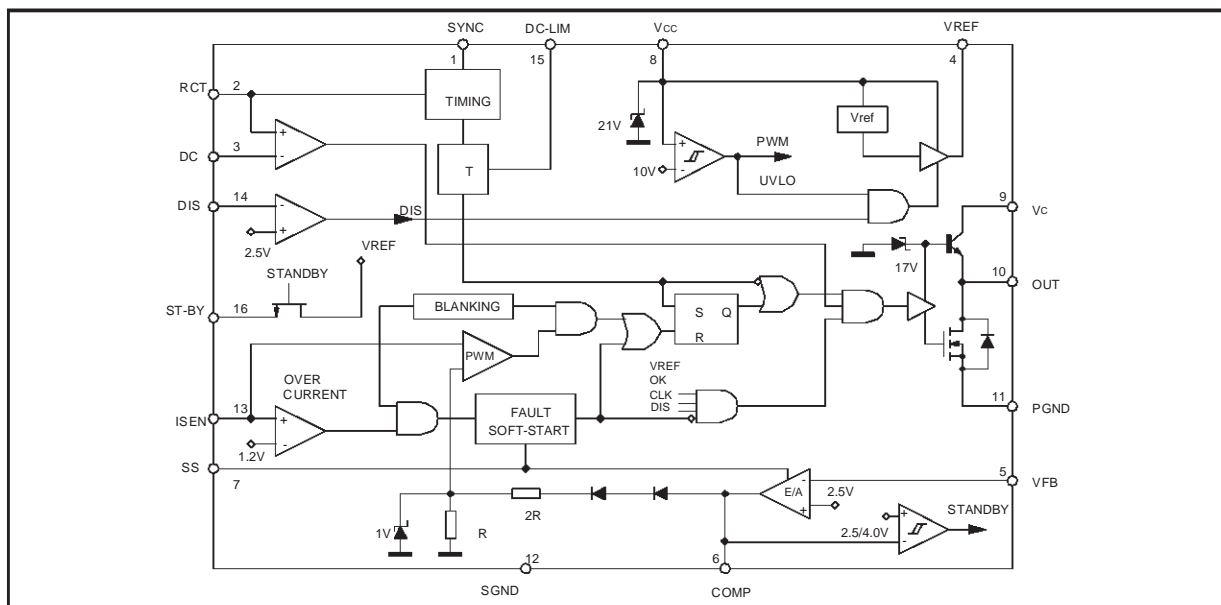 SYNC DC-LIM VCC VREF
1 15 8 4
RCT 2
TIMING
Vref
21V
+
-
DC 3
T
+
-
10V
PWM
UVLO
DIS 14
-
+
2.5V
DIS
9 VC
VREF
17V
STANDBY
10 OUT
ST-BY 16
BLANKING
S Q
R
PWM
VREF
OK
CLK
DIS
OVER
CURRENT
ISEN 13
+
-
1.2V
FAULT
SOFT-START
11 PGND
SS
7
E/A
-
+
2.5V
5 VFB
STANDBY
2R
1V
R
+
-
2.5/4.0V
12
SGND
6
COMP